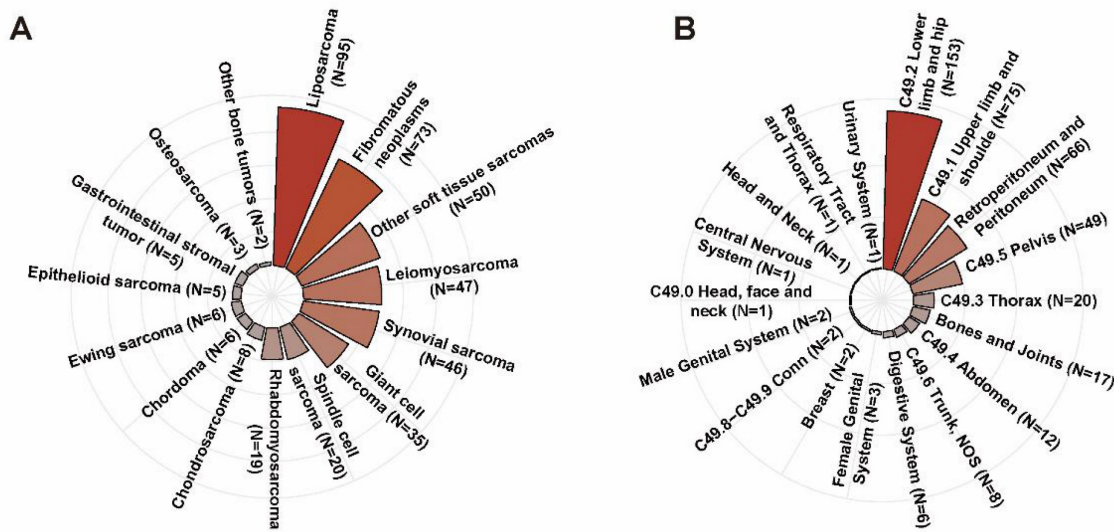 A
Liposarcoma
(N=95)
Fibromatous
neoplasms
(N=73)
Other soft tissue sarcomas
(N=50)
Leiomyosarcoma
(N=47)
Synovial sarcoma
(N=46)
Giant cell
sarcoma (N=35)
Spindle cell
sarcoma (N=20)
Rhabdomyosarcoma
(N=19)
Chondrosarcoma (N=8)
Chordoma (N=6)
Ewing sarcoma (N=6)
Epithelioid sarcoma (N=5)
Gastrointestinal stromal
tumor (N=5)
Osteosarcoma (N=3)
Other bone tumors (N=2)
B
C49.2 Lower
limb and hip
(N=153)
C49.1 Upper limb and
shoulde (N=75)
Retroperitoneum and
Peritoneum (N=66)
C49.5 Pelvis (N=49)
C49.3 Thorax (N=20)
Bones and Joints (N=17)
C49.4 Abdomen (N=12)
C49.6 Trunk, NOS (N=8)
Digestive System (N=6)
Female Genital
System (N=3)
Breast (N=2)
C49.8-C49.9 Conn (N=2)
Male Genital System (N=2)
C49.0 Head, face and
neck (N=1)
Central Nervous
System (N=1)
Head and Neck (N=1)
Respiratory Tract
and Thorax (N=1)
Urinary System (N=1)